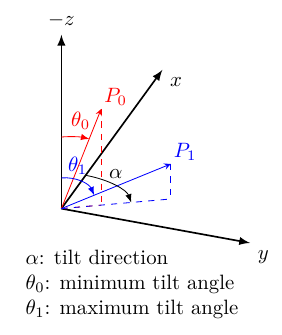 −z
P₀
θ₀
x
θ₁
α
P₁
y
α: tilt direction
θ₀: minimum tilt angle
θ₁: maximum tilt angle